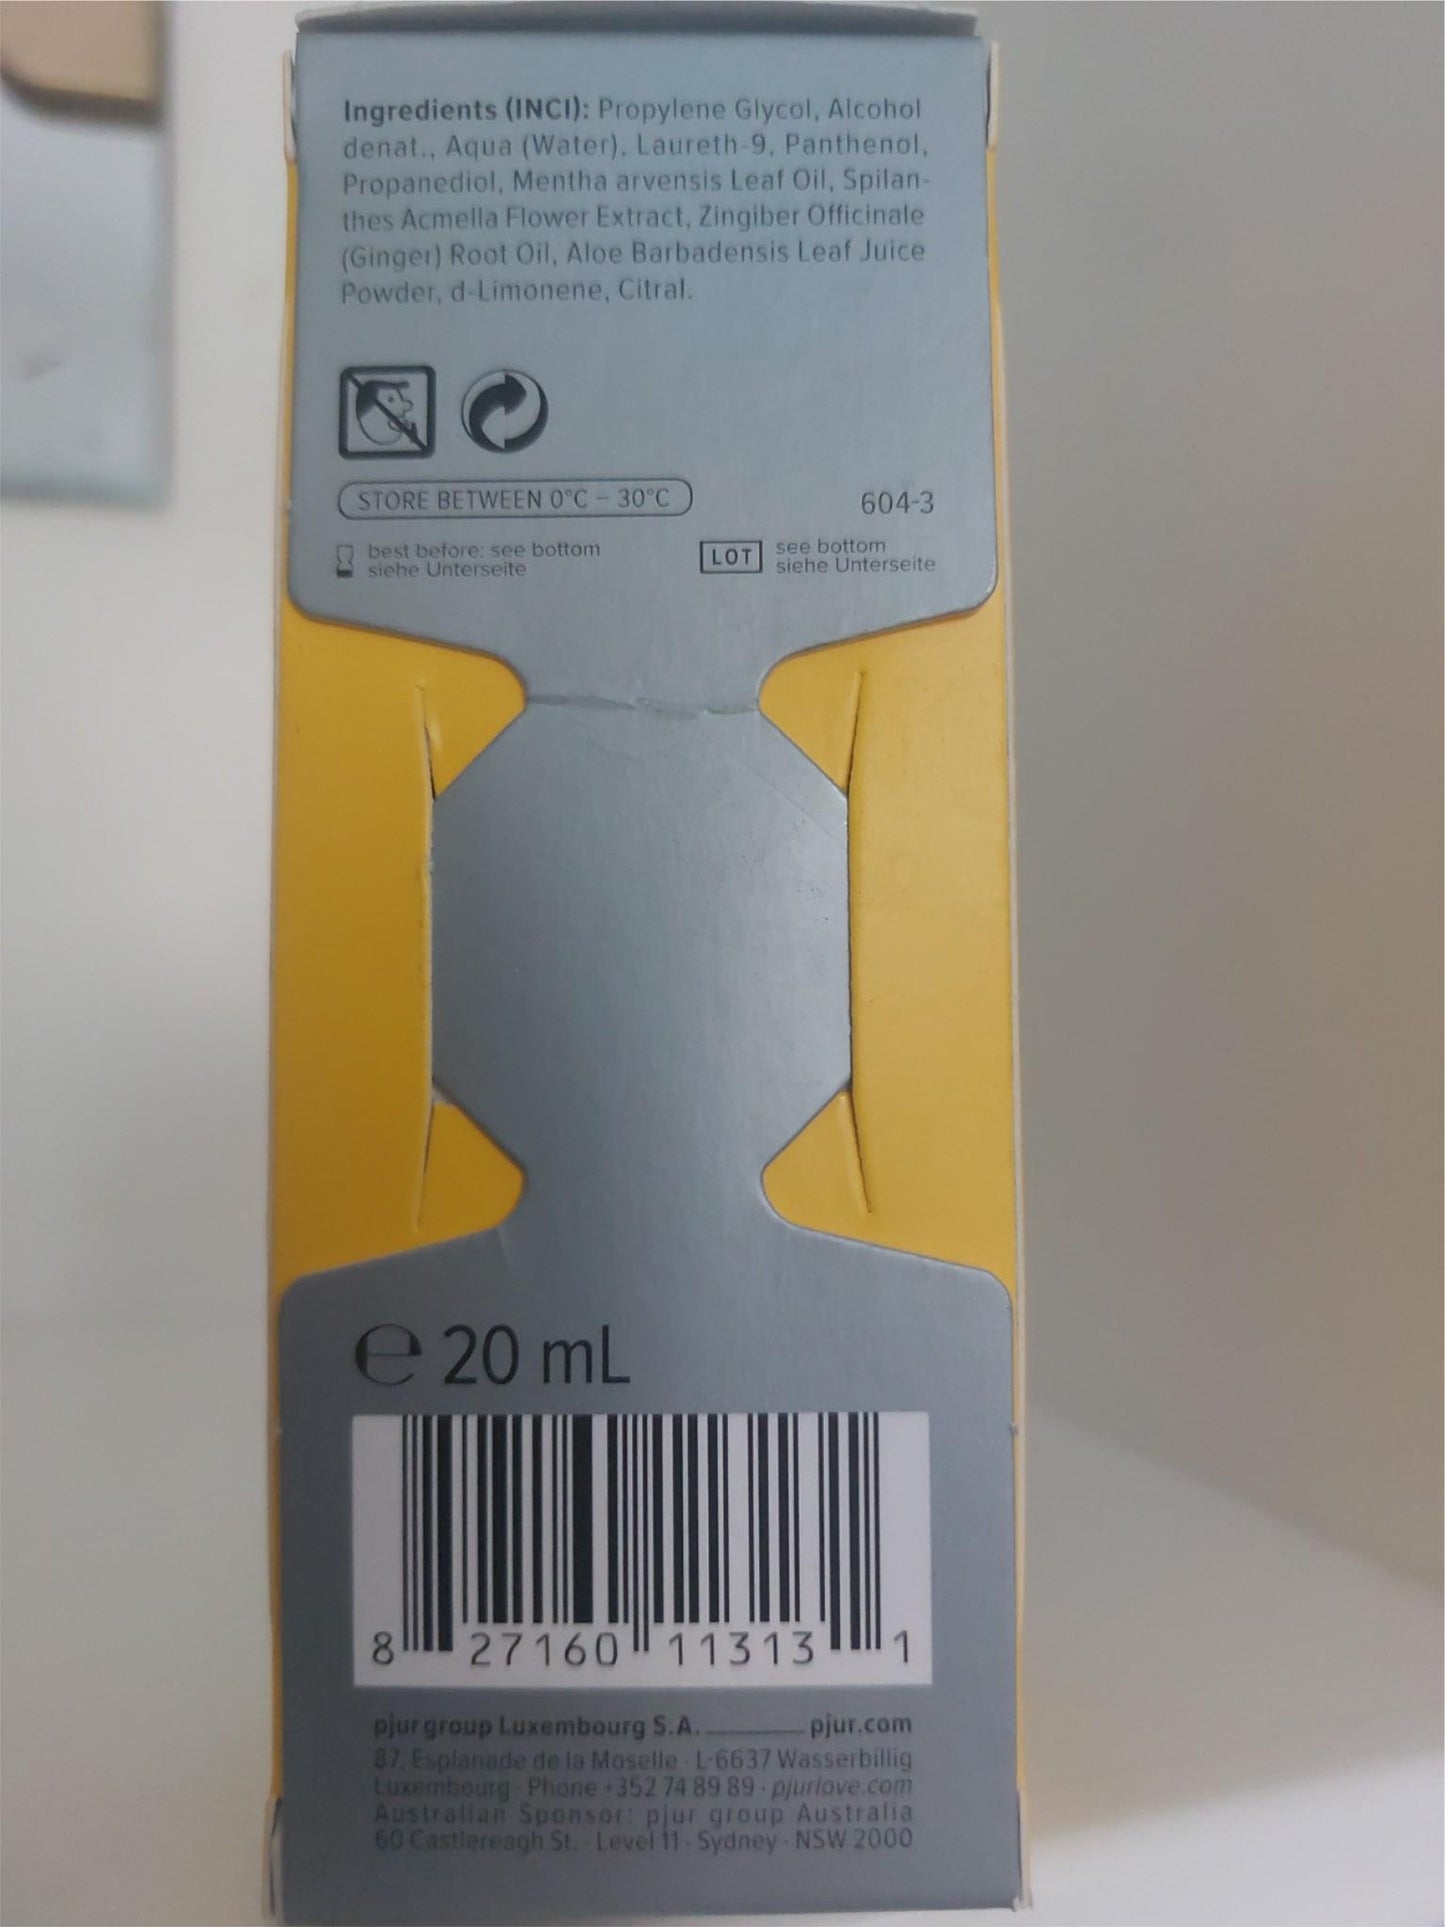 Ingredients (INCI): Propylene Glycol, Alcohol
denat., Aqua (Water), Laureth-9, Panthenol,
Propanediol, Mentha arvensis Leaf Oil, Spilan-
thes Acmella Flower Extract, Zingiber Officinale
(Ginger) Root Oil, Aloe Barbadensis Leaf Juice
Powder, d-Limonene, Citral.
STORE BETWEEN 0°C – 30°C 604-3
best before: see bottom LOT see bottom
siehe Unterseite siehe Unterseite
℮ 20 mL
8 27160 11313 1
pjur group Luxembourg S.A. pjur.com
87, Esplanade de la Moselle · L-6637 Wasserbillig
Luxembourg · Phone +352 74 89 89 · pjurlove.com
Australian Sponsor: pjur group Australia
60 Castlereagh St. · Level 11 · Sydney · NSW 2000